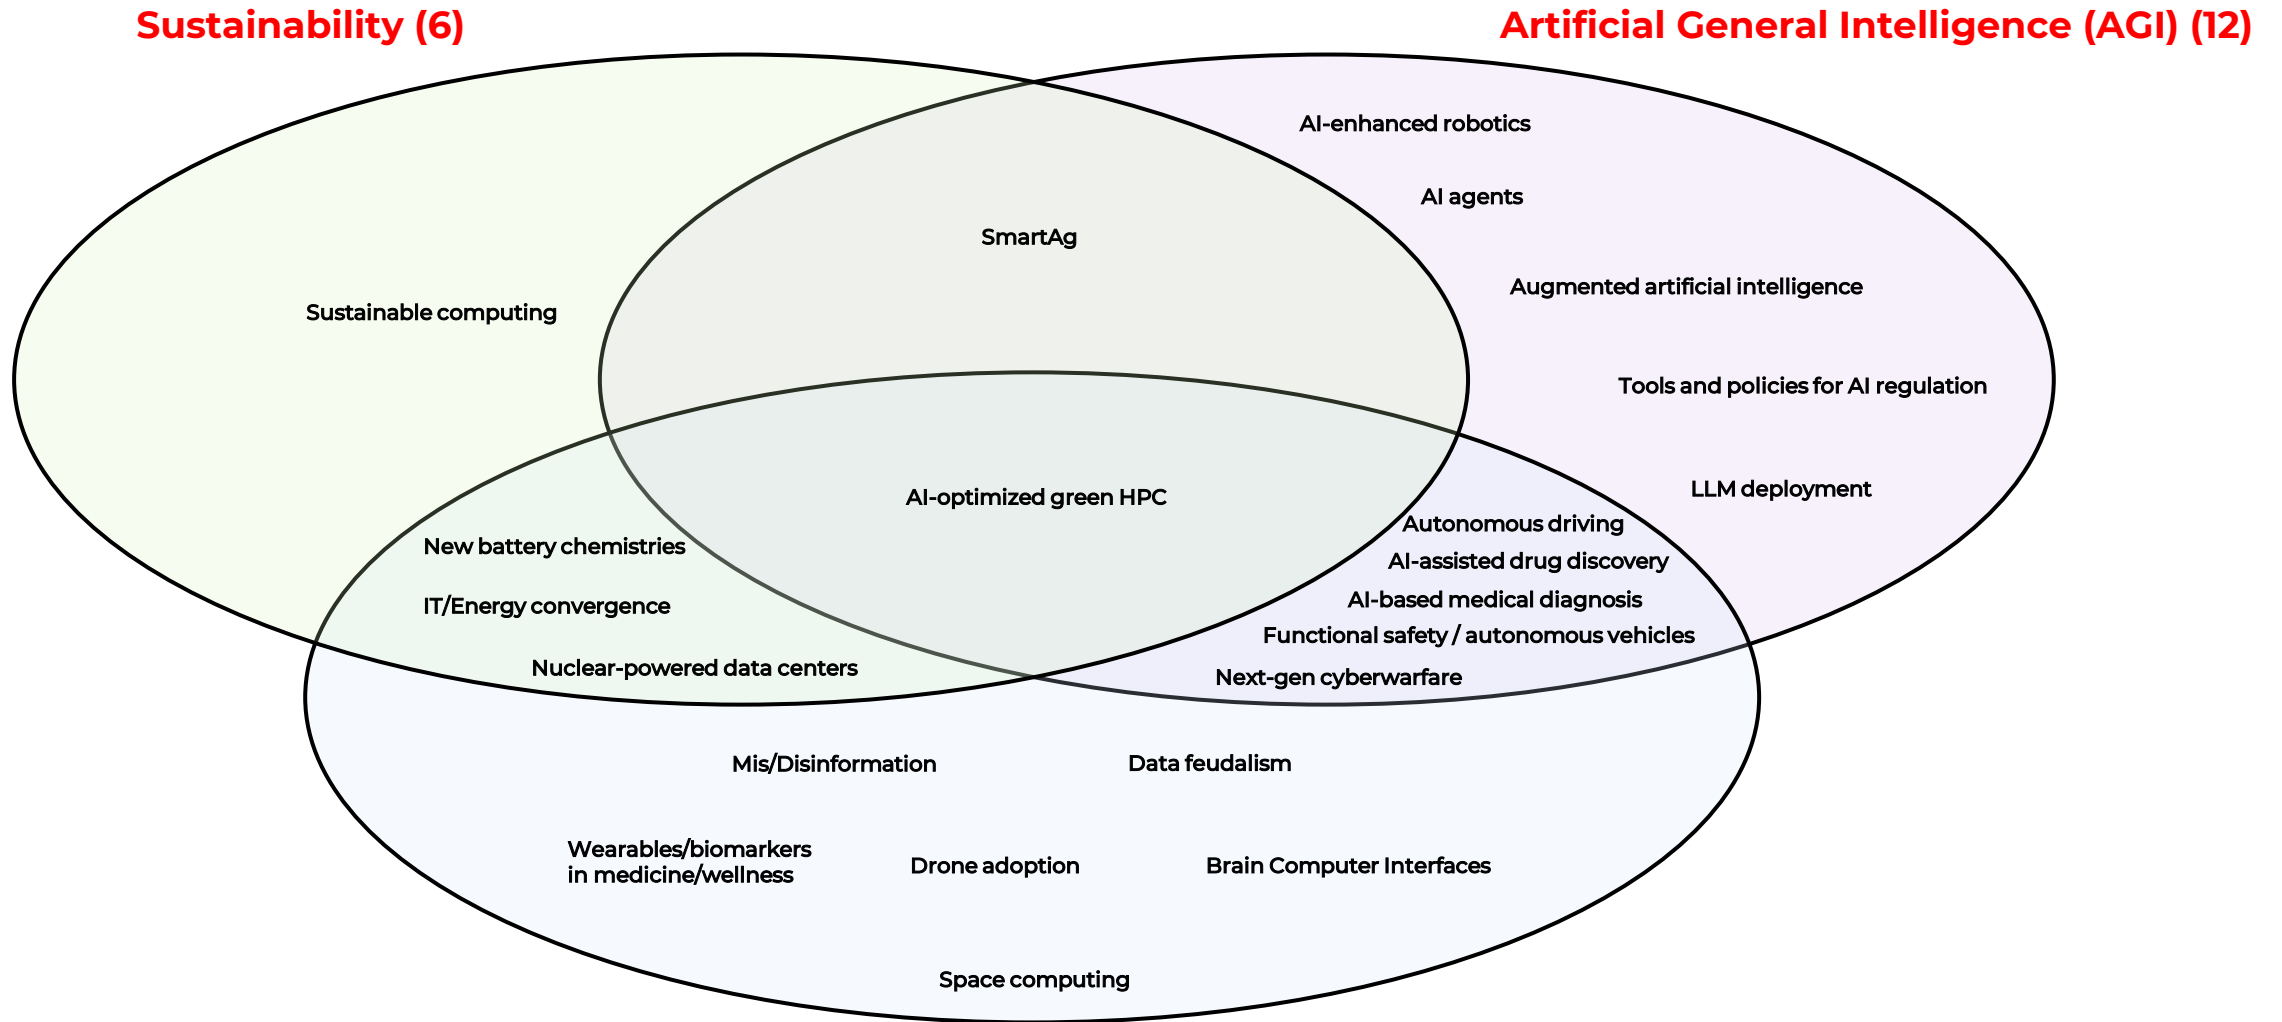 Sustainability (6)
Artificial General Intelligence (AGI) (12)
AI-enhanced robotics
AI agents
SmartAg
Augmented artificial intelligence
Sustainable computing
Tools and policies for AI regulation
LLM deployment
AI-optimized green HPC
Autonomous driving
New battery chemistries
AI-assisted drug discovery
AI-based medical diagnosis
IT/Energy convergence
Functional safety / autonomous vehicles
Nuclear-powered data centers
Next-gen cyberwarfare
Mis/Disinformation
Data feudalism
Wearables/biomarkers
in medicine/wellness
Drone adoption
Brain Computer Interfaces
Space computing